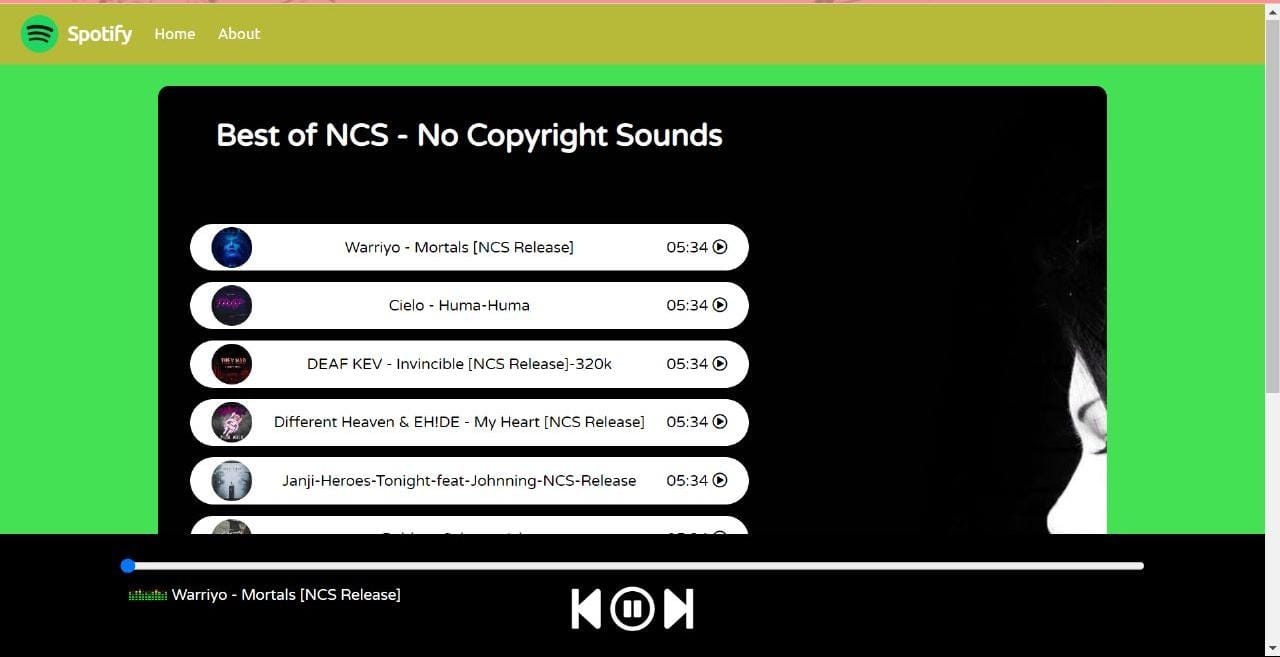 Spotify Home About
Best of NCS - No Copyright Sounds
Warriyo - Mortals [NCS Release] 05:34
Cielo - Huma-Huma 05:34
DEAF KEV - Invincible [NCS Release]-320k 05:34
Different Heaven & EH!DE - My Heart [NCS Release] 05:34
Janji-Heroes-Tonight-feat-Johnning-NCS-Release 05:34
Warriyo - Mortals [NCS Release]